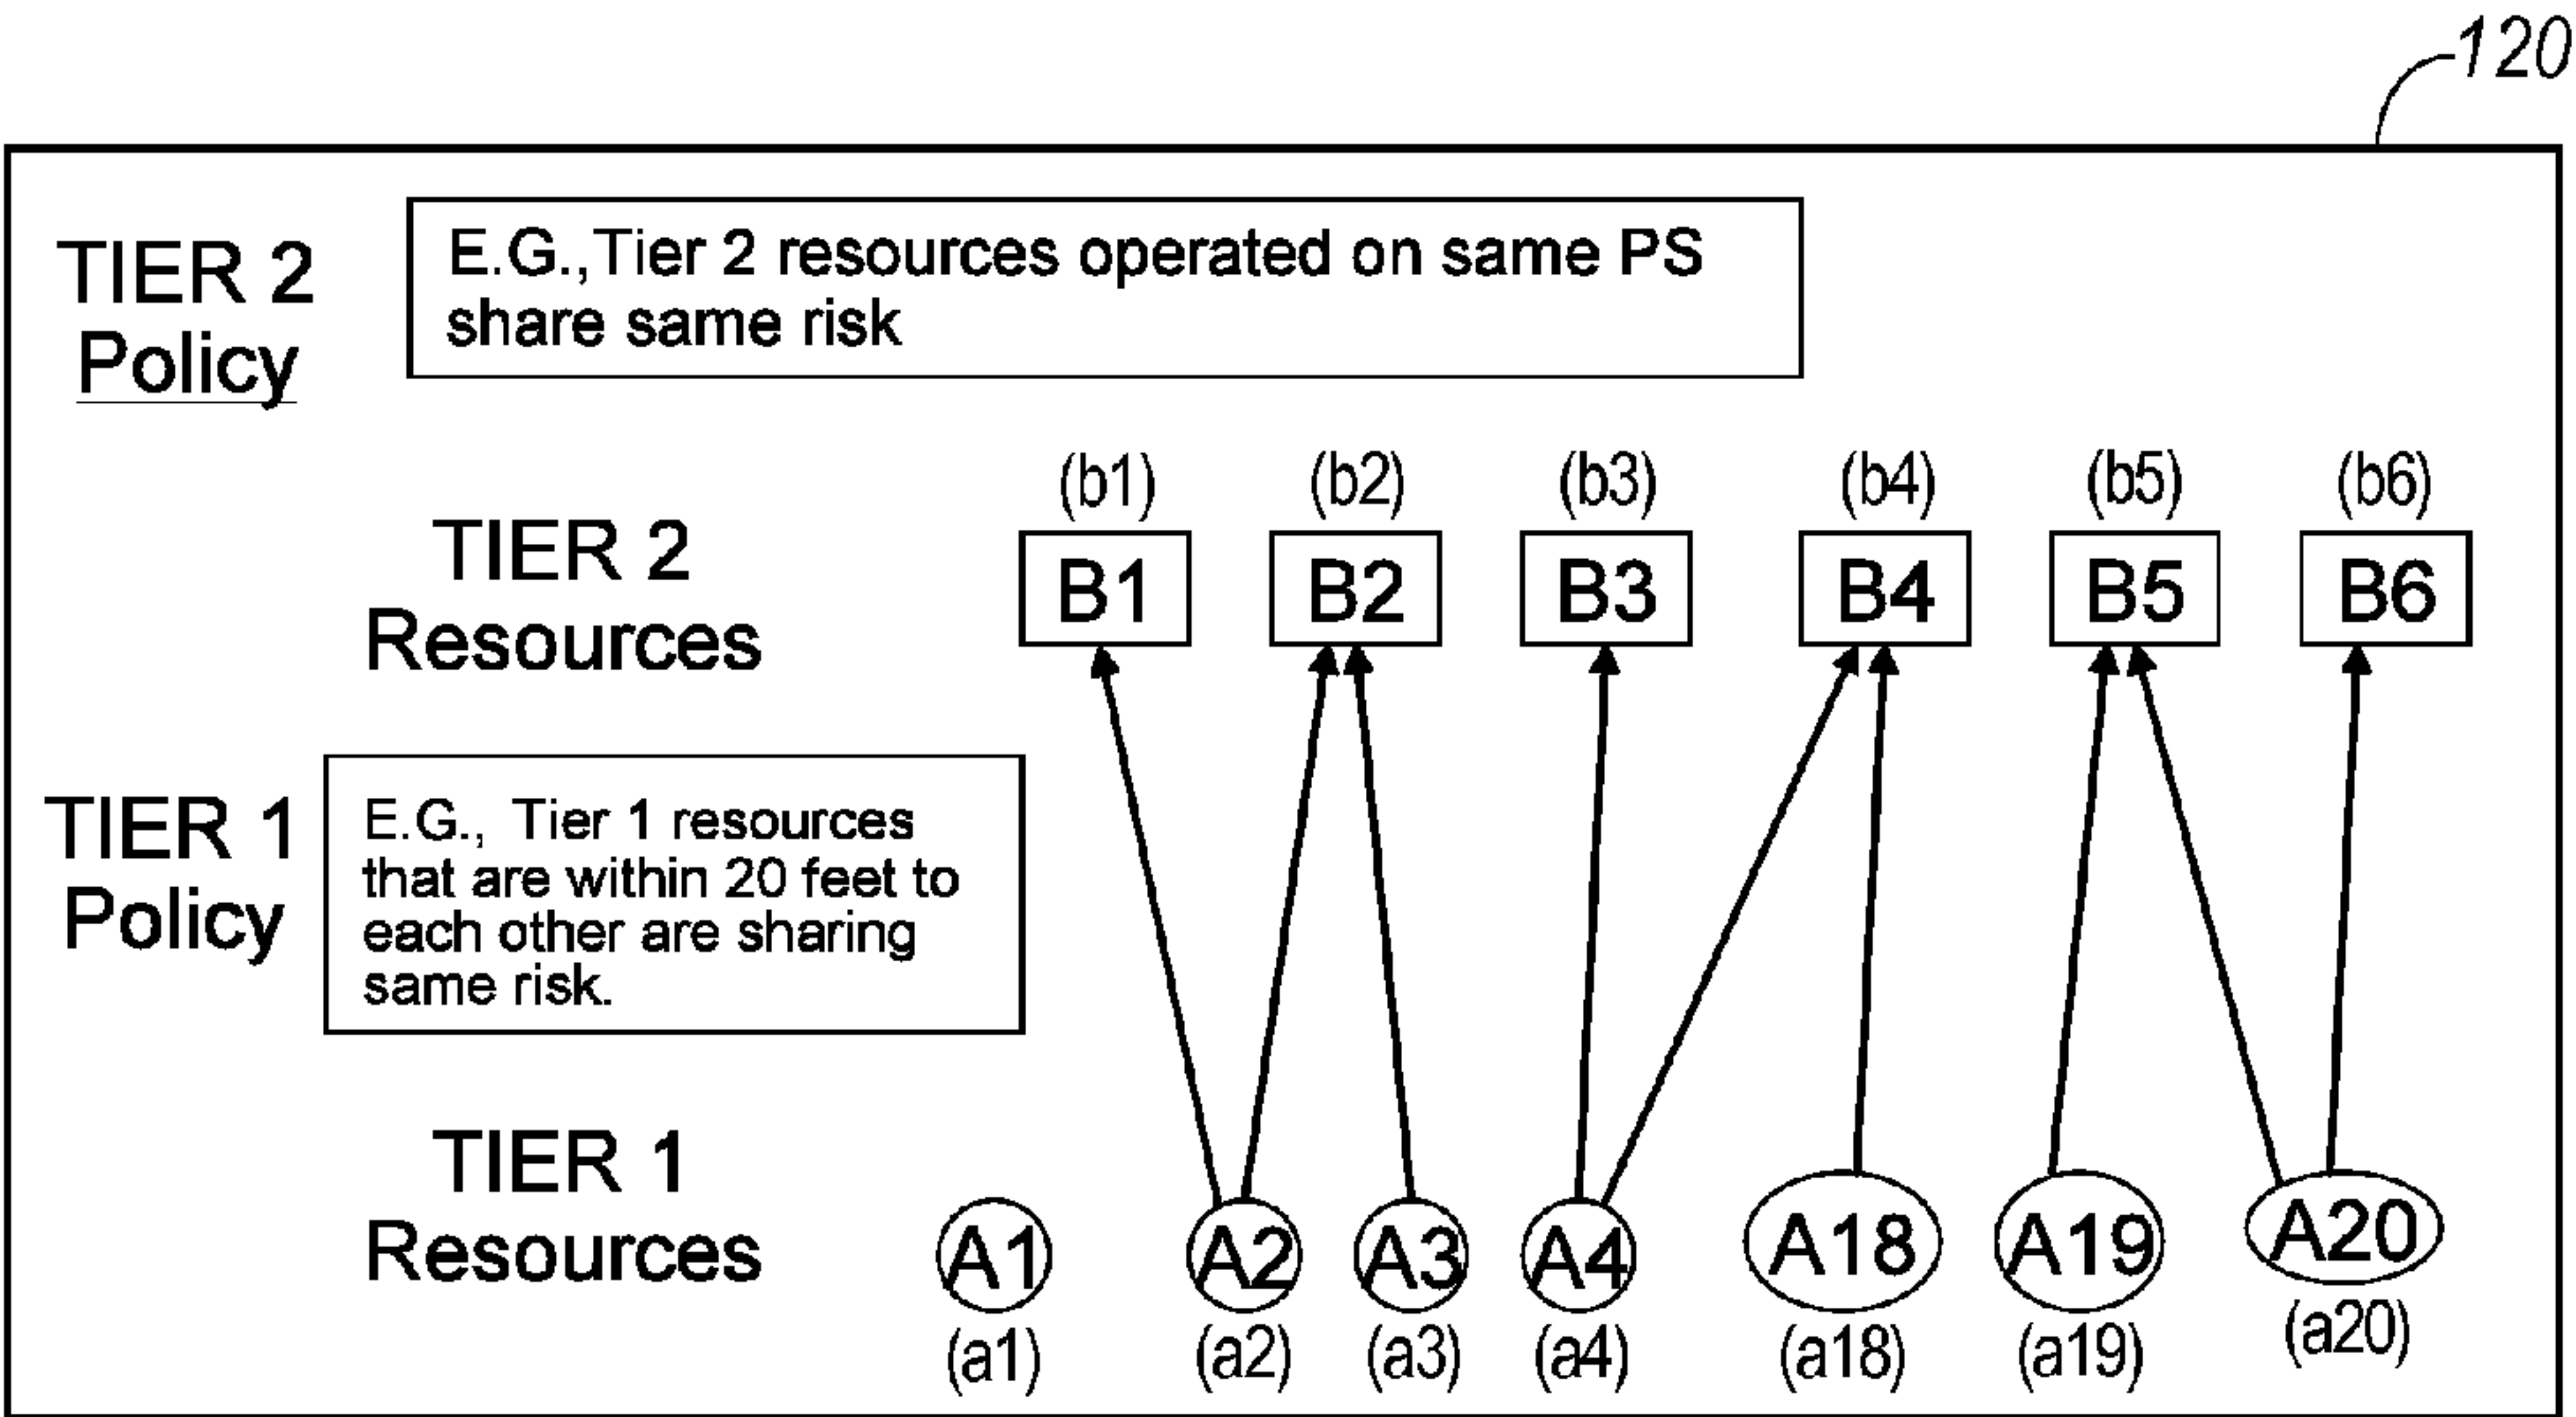 120
TIER 2
Policy
E.G.,Tier 2 resources operated on same PS
share same risk
(b1) (b2) (b3) (b4) (b5) (b6)
TIER 2
Resources
B1 B2 B3 B4 B5 B6
TIER 1
Policy
E.G., Tier 1 resources
that are within 20 feet to
each other are sharing
same risk.
TIER 1
Resources
A1 A2 A3 A4 A18 A19 A20
(a1) (a2) (a3) (a4) (a18) (a19) (a20)